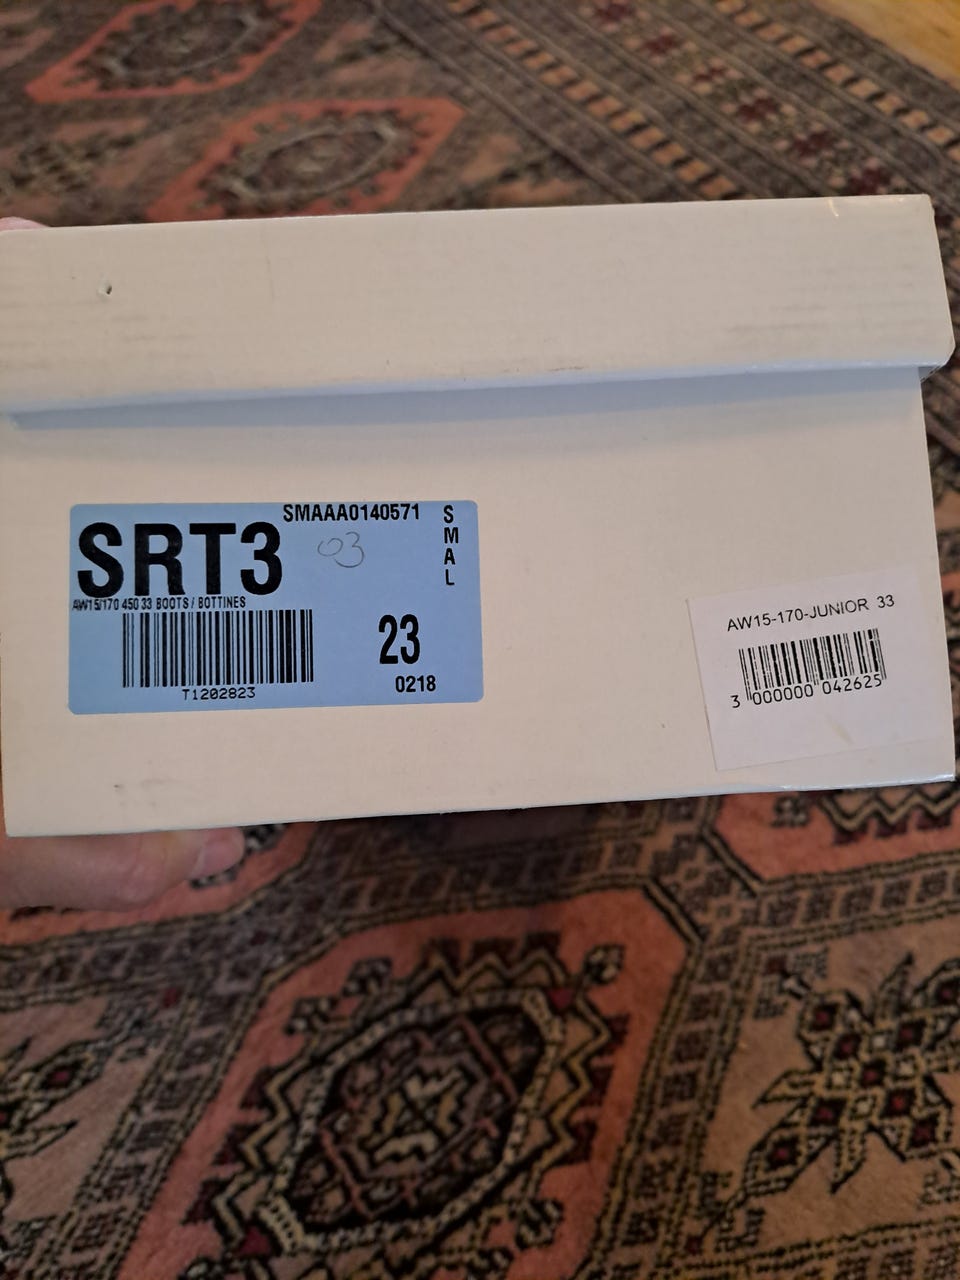 SMAAA0140571
SRT3
03
SMAL
AW15/170 450 33 BOOTS / BOTTINES
23
T1202823
0218
AW15-170-JUNIOR 33
3 000000 042625